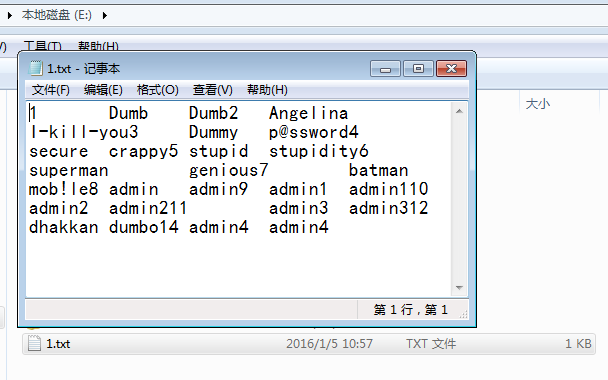 本地磁盘 (E:)
工具(T) 帮助(H)
1.txt - 记事本
文件(F) 编辑(E) 格式(O) 查看(V) 帮助(H)
大小
1 Dumb Dumb2 Angelina
l-kill-you3 Dummy p@ssword4
secure crappy5 stupid stupidity6
superman genious7 batman
mob!le8 admin admin9 admin1 admin110
admin2 admin211 admin3 admin312
dhakkan dumbo14 admin4 admin4
第 1 行，第 1
1.txt 2016/1/5 10:57 TXT 文件 1 KB